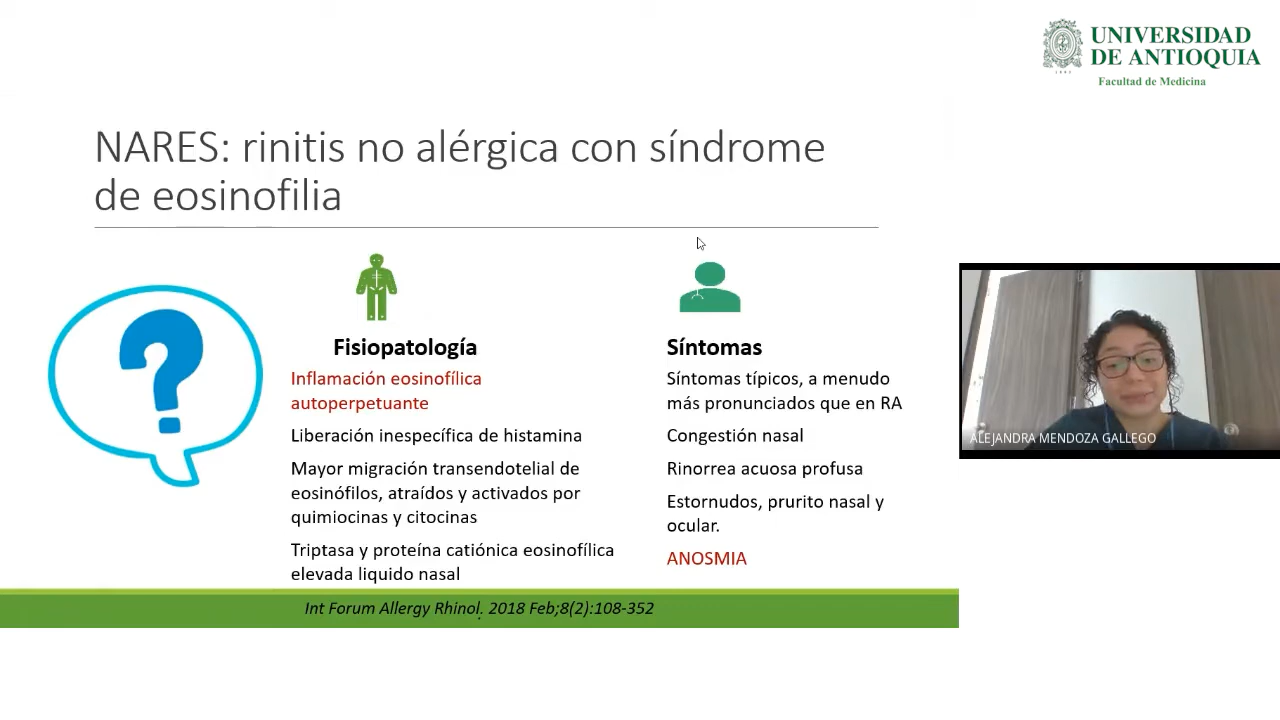 UNIVERSIDAD
DE ANTIOQUIA
1803
Facultad de Medicina
NARES: rinitis no alérgica con síndrome
de eosinofilia
?
Fisiopatología
Inflamación eosinofílica
autoperpetuante
Liberación inespecífica de histamina
Mayor migración transendotelial de
eosinófilos, atraídos y activados por
quimiocinas y citocinas
Triptasa y proteína catiónica eosinofílica
elevada liquido nasal
Síntomas
Síntomas típicos, a menudo
más pronunciados que en RA
Congestión nasal
Rinorrea acuosa profusa
Estornudos, prurito nasal y
ocular.
ANOSMIA
ALEJANDRA MENDOZA GALLEGO
Int Forum Allergy Rhinol. 2018 Feb;8(2):108-352